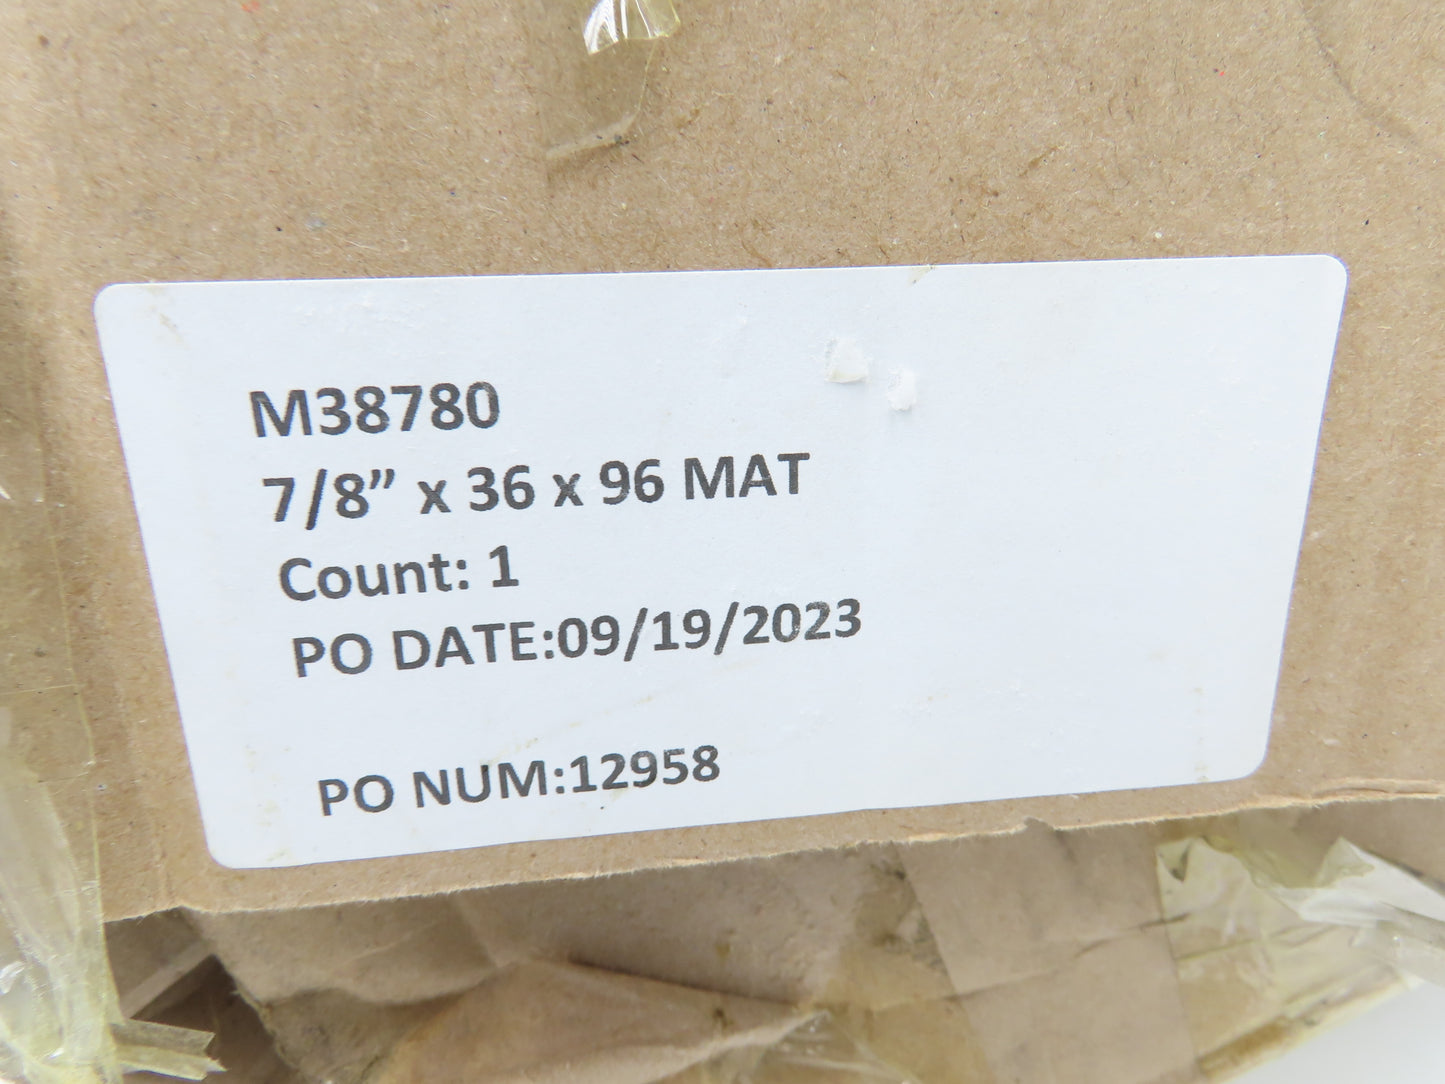 M38780
7/8” x 36 x 96 MAT
Count: 1
PO DATE:09/19/2023
PO NUM:12958